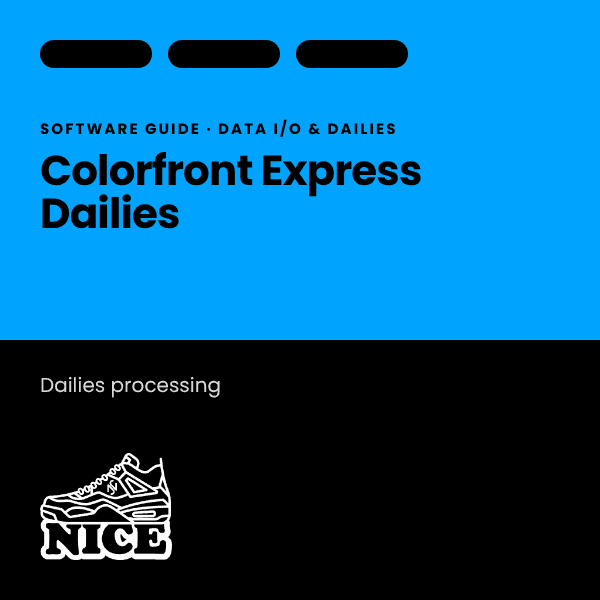 SOFTWARE GUIDE · DATA I/O & DAILIES
Colorfront Express
Dailies
Dailies processing
NICE